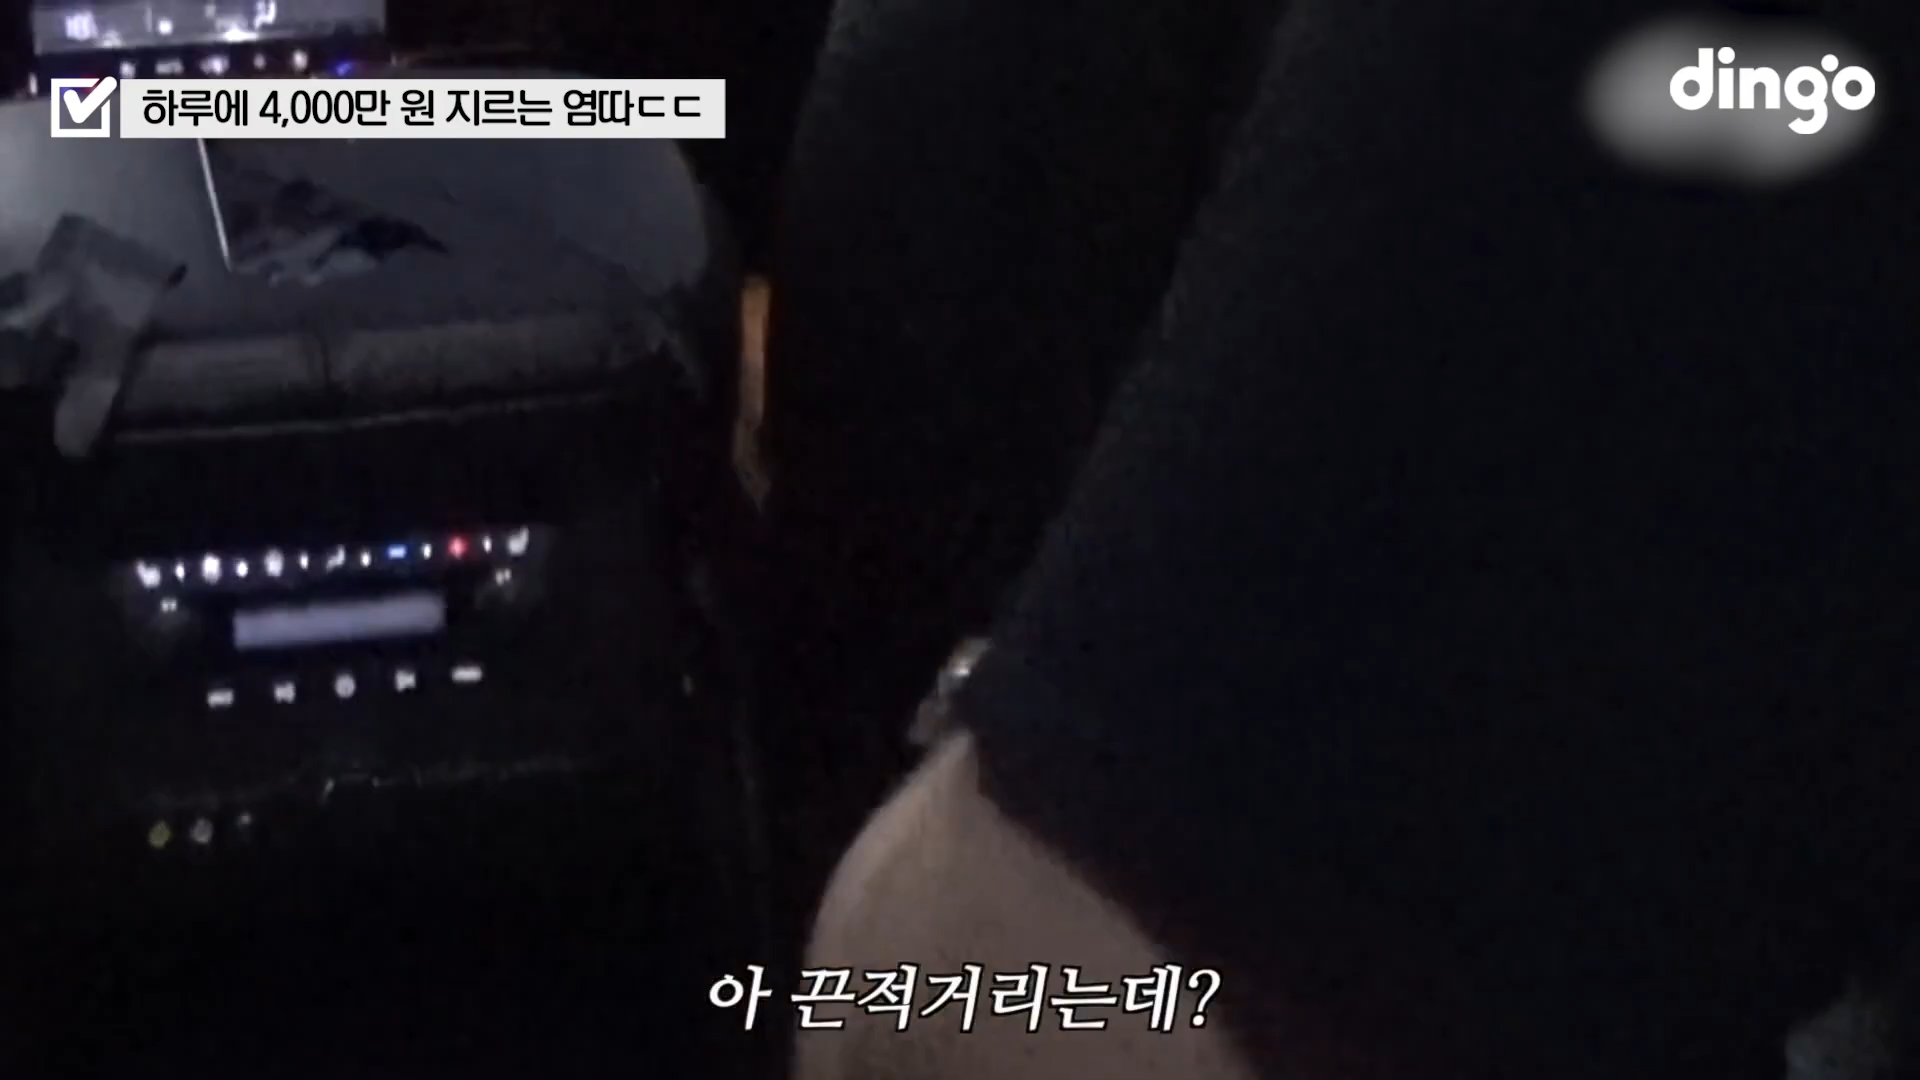 하루에 4,000만 원 지르는 염따ㄷㄷ
dingo
아 끈적거리는데?